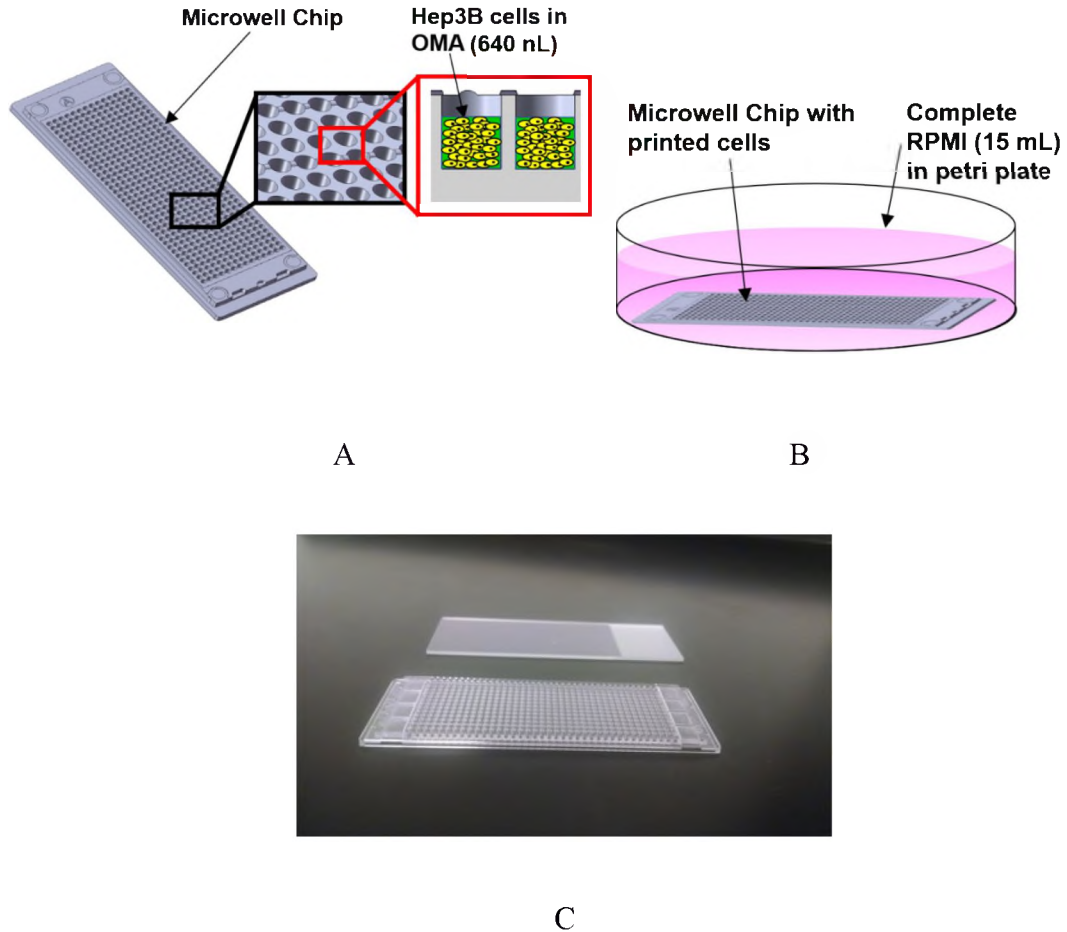 Microwell Chip
Hep3B cells in
OMA (640 nL)
A
Microwell Chip with
printed cells
Complete
RPMI (15 mL)
in petri plate
A
B
C